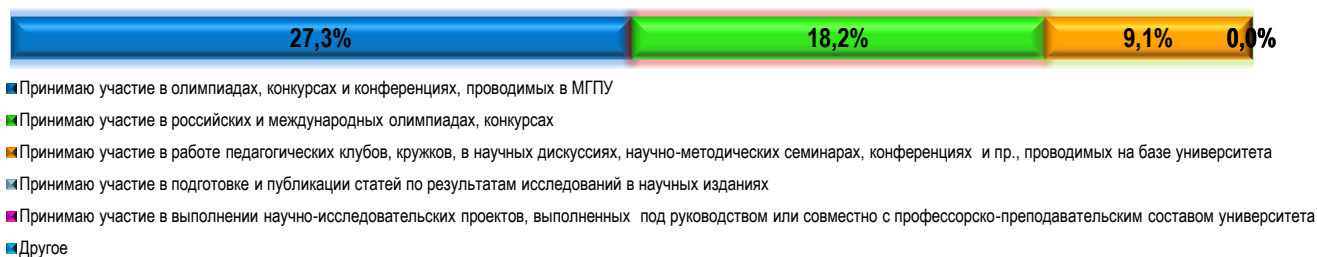 27,3% 18,2% 9,1% 0,0%
Принимаю участие в олимпиадах, конкурсах и конференциях, проводимых в МГПУ
Принимаю участие в российских и международных олимпиадах, конкурсах
Принимаю участие в работе педагогических клубов, кружков, в научных дискуссиях, научно-методических семинарах, конференциях и пр., проводимых на базе университета
Принимаю участие в подготовке и публикации статей по результатам исследований в научных изданиях
Принимаю участие в выполнении научно-исследовательских проектов, выполненных под руководством или совместно с профессорско-преподавательским составом университета
Другое